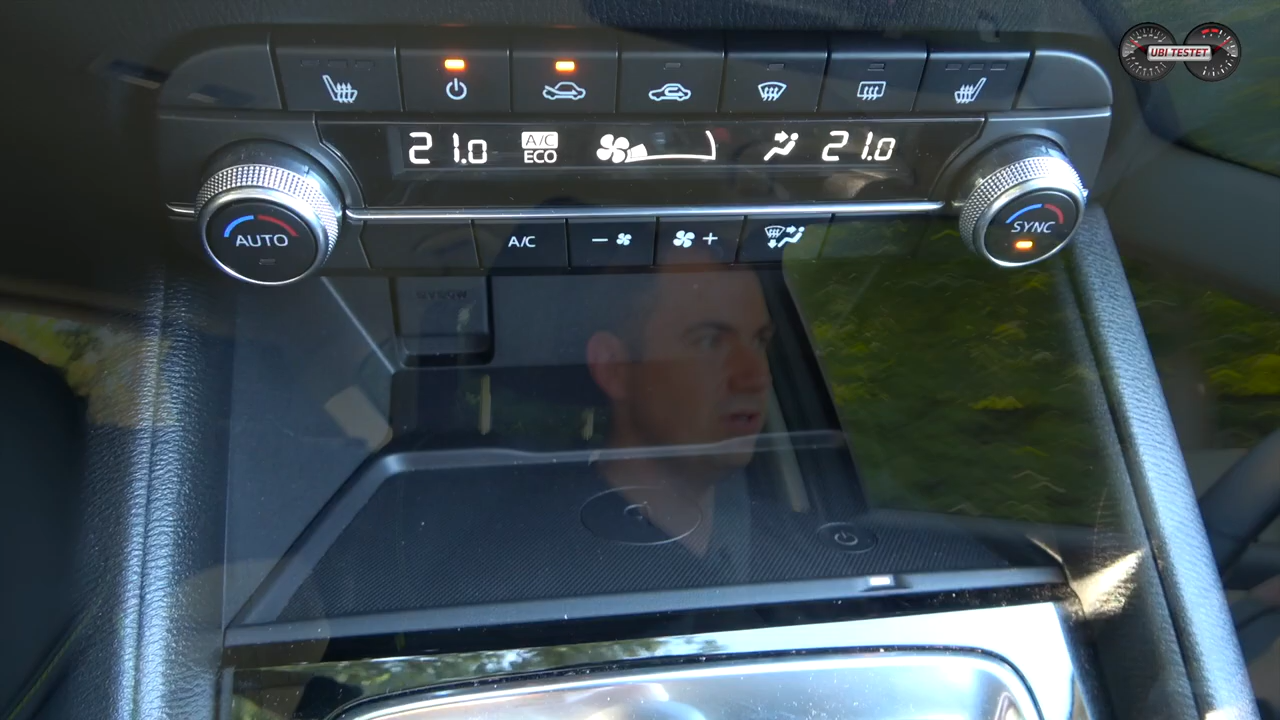 UBI TESTET
21.0
A/C
ECO
21.0
AUTO
A/C
- +
SYNC